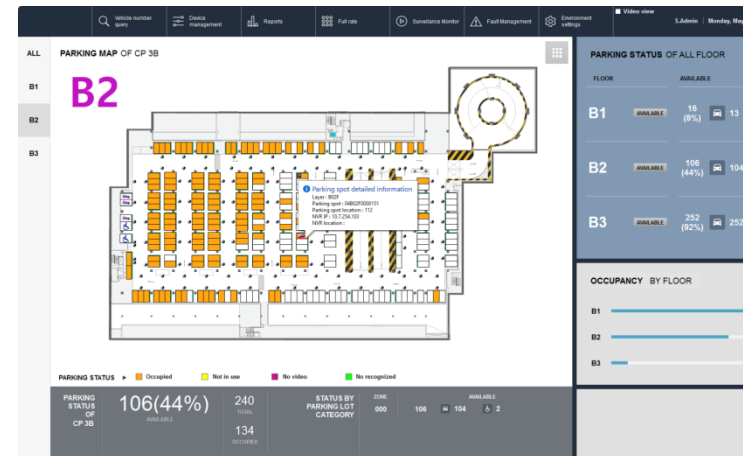 Vehicle number query
Device management
Reports
Full rate
Surveilance Monitor
Fault Management
Environment settings
Video view
S.Admin | Monday, May
ALL
B1
B2
B3
PARKING MAP OF CP 3B
B2
Parking spot detailed information
Layer : B02F
Parking spot : 04B02F0000151
Parking spot location : 112
NVR IP : 10.7.254.103
NVR location :
PARKING STATUS
Occupied
Not in use
No video
No recognized
PARKING STATUS OF CP 3B
106(44%)
AVAILABLE
240
TOTAL
134
OCCUPIED
STATUS BY PARKING LOT CATEGORY
ZONE
000
AVAILABLE
106
104
2
PARKING STATUS OF ALL FLOOR
FLOOR
AVAILABLE
B1
AVAILABLE
16 (8%)
13
B2
AVAILABLE
106 (44%)
104
B3
AVAILABLE
252 (92%)
252
OCCUPANCY BY FLOOR
B1
B2
B3